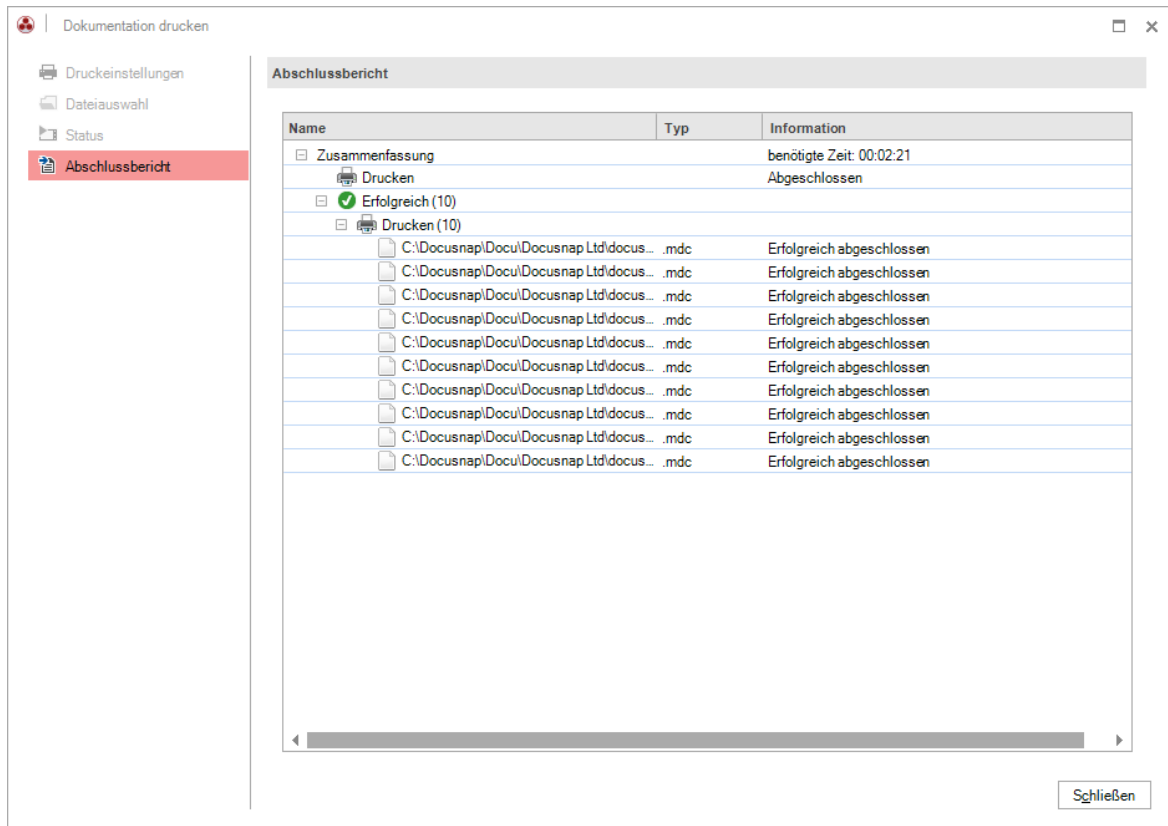 Dokumentation drucken
Druckeinstellungen
Dateiauswahl
Status
Abschlussbericht
Abschlussbericht
Name Typ Information
Zusammenfassung benötigte Zeit: 00:02:21
Drucken Abgeschlossen
Erfolgreich (10)
Drucken (10)
C:\Docusnap\Docu\Docusnap Ltd\docus... .mdc Erfolgreich abgeschlossen
C:\Docusnap\Docu\Docusnap Ltd\docus... .mdc Erfolgreich abgeschlossen
C:\Docusnap\Docu\Docusnap Ltd\docus... .mdc Erfolgreich abgeschlossen
C:\Docusnap\Docu\Docusnap Ltd\docus... .mdc Erfolgreich abgeschlossen
C:\Docusnap\Docu\Docusnap Ltd\docus... .mdc Erfolgreich abgeschlossen
C:\Docusnap\Docu\Docusnap Ltd\docus... .mdc Erfolgreich abgeschlossen
C:\Docusnap\Docu\Docusnap Ltd\docus... .mdc Erfolgreich abgeschlossen
C:\Docusnap\Docu\Docusnap Ltd\docus... .mdc Erfolgreich abgeschlossen
C:\Docusnap\Docu\Docusnap Ltd\docus... .mdc Erfolgreich abgeschlossen
C:\Docusnap\Docu\Docusnap Ltd\docus... .mdc Erfolgreich abgeschlossen
Schließen